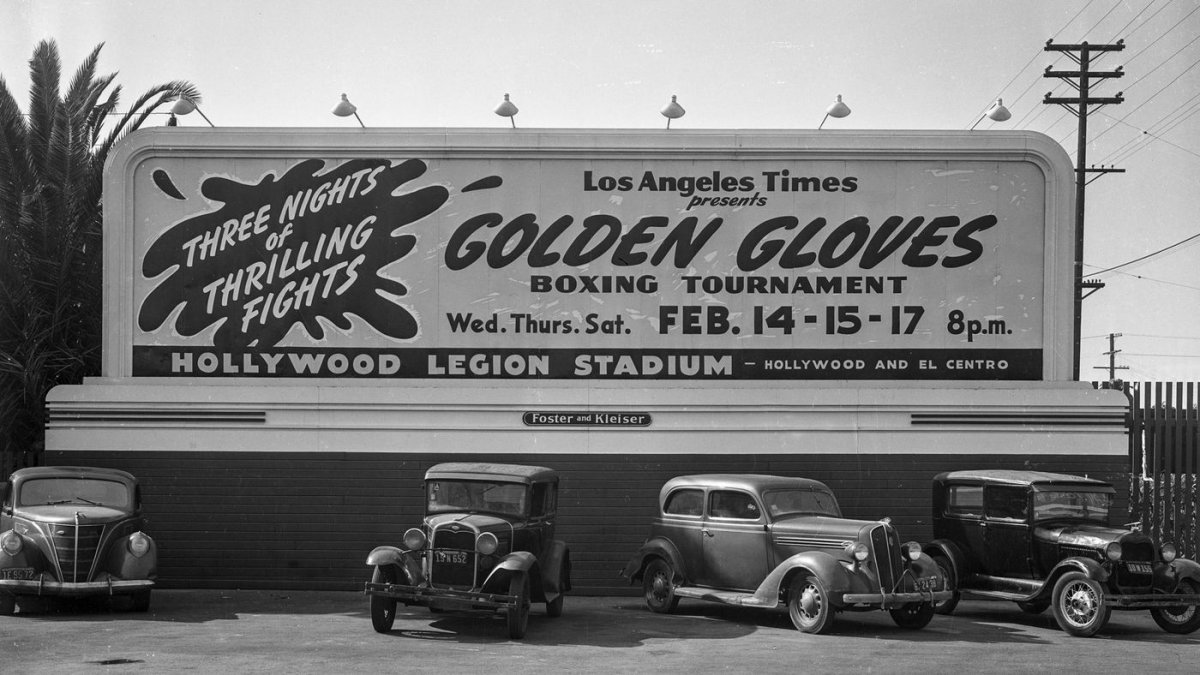 THREE NIGHTS
of
THRILLING
FIGHTS
Los Angeles Times
presents
GOLDEN GLOVES
BOXING TOURNAMENT
Wed. Thurs. Sat. FEB. 14-15-17 8p.m.
HOLLYWOOD LEGION STADIUM – HOLLYWOOD AND EL CENTRO
Foster and Kleiser